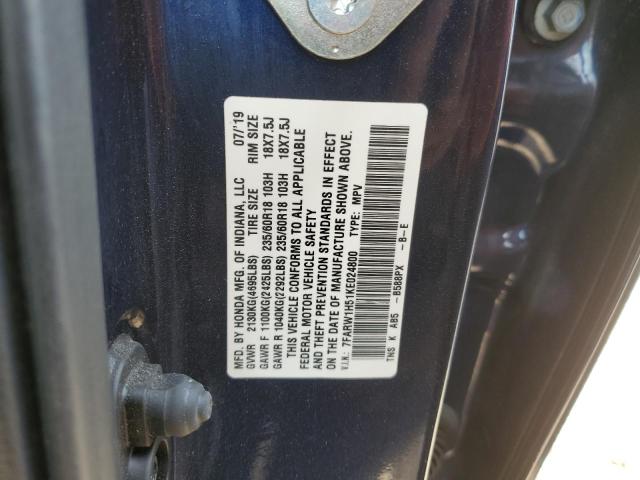 MFD. BY HONDA MFG. OF INDIANA, LLC 07/'19
GVWR 2130KG(4695LBS) TIRE SIZE RIM SIZE
GAWR F 1100KG(2425LBS) 235/60R18 103H 18X7.5J
GAWR R 1040KG(2292LBS) 235/60R18 103H 18X7.5J
THIS VEHICLE CONFORMS TO ALL APPLICABLE
FEDERAL MOTOR VEHICLE SAFETY
AND THEFT PREVENTION STANDARDS IN EFFECT
ON THE DATE OF MANUFACTURE SHOWN ABOVE.
V.I.N.: 7FARW1H51KE024800 TYPE: MPV
TNS K AB5 -B588PX -B-E